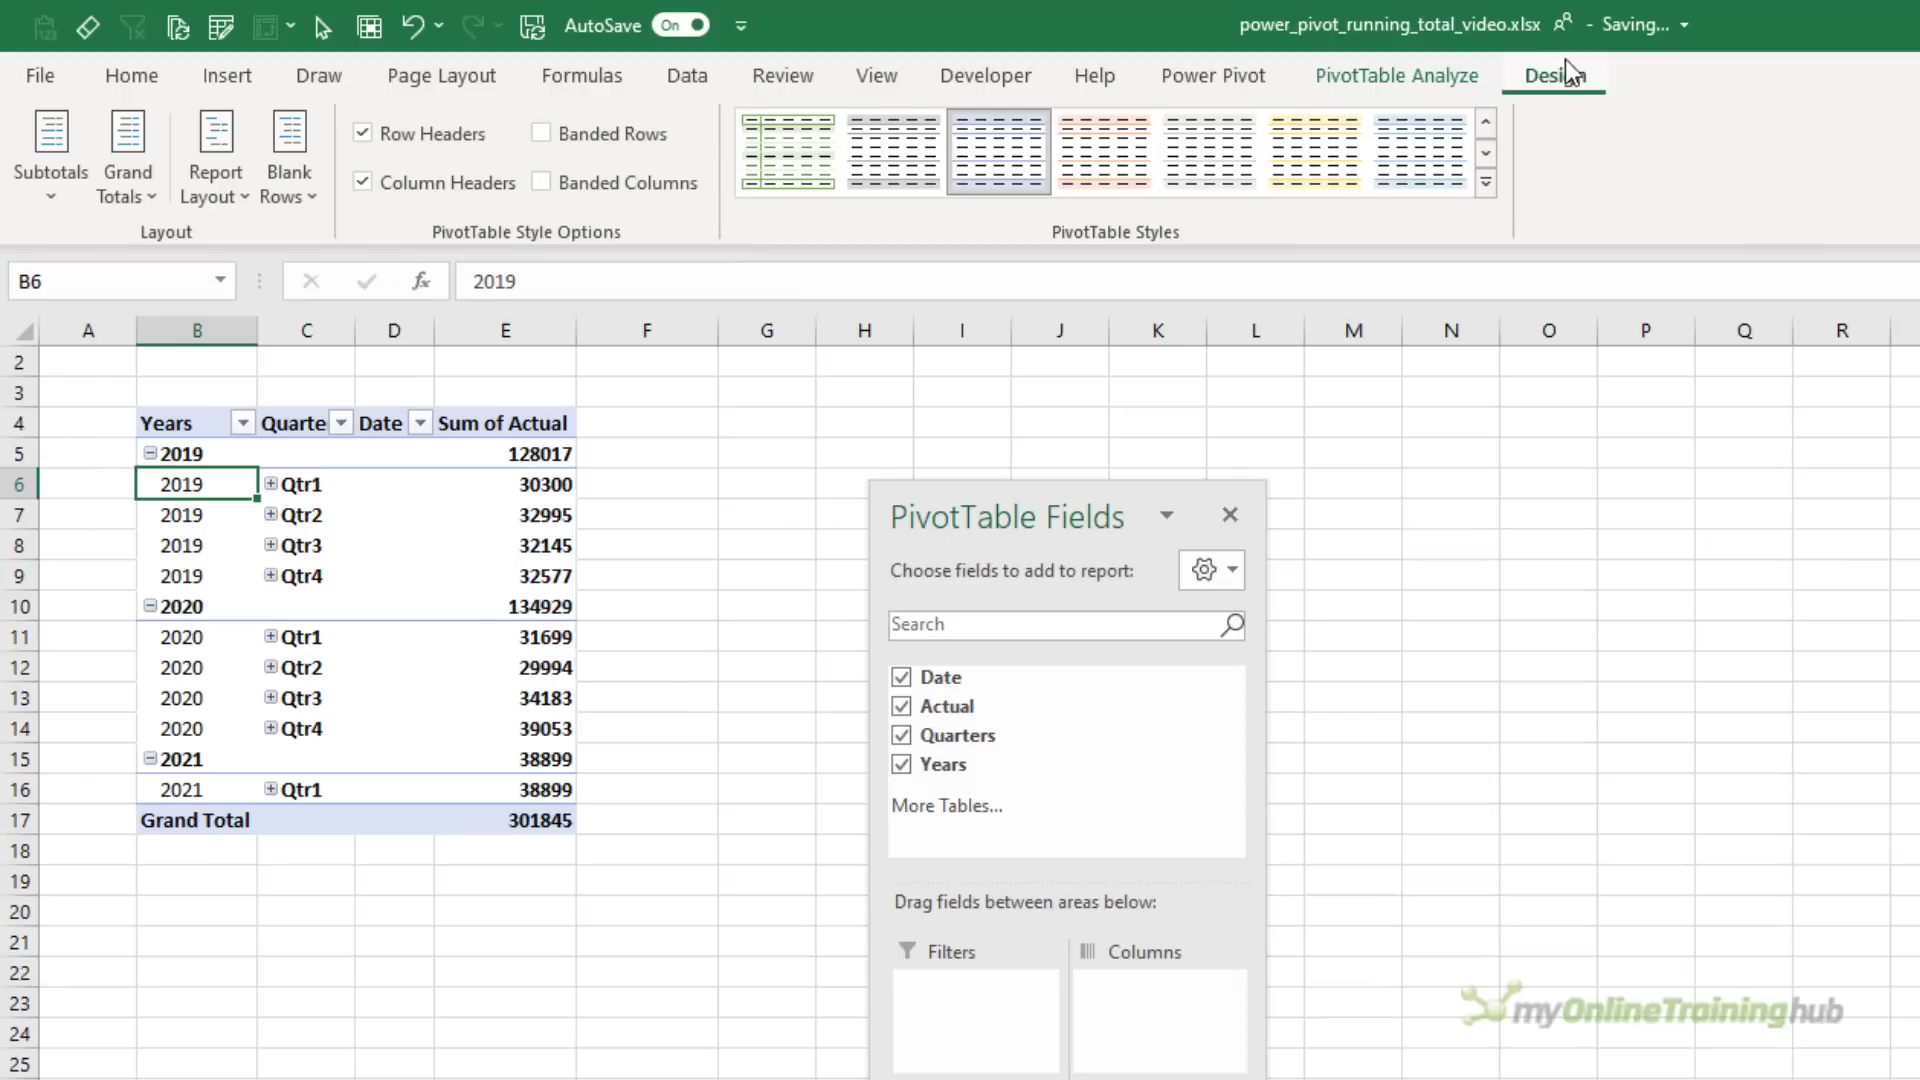 AutoSave On power_pivot_running_total_video.xlsx - Saving...
File Home Insert Draw Page Layout Formulas Data Review View Developer Help Power Pivot PivotTable Analyze Design
Subtotals Grand Totals Report Layout Blank Rows
Row Headers Banded Rows
Column Headers Banded Columns
Layout PivotTable Style Options PivotTable Styles
B6 fx 2019
A B C D E F G H I J K L M N O P Q R
2
3
4 Years Quarte Date Sum of Actual
5 2019 128017
6 2019 Qtr1 30300
7 2019 Qtr2 32995
8 2019 Qtr3 32145
9 2019 Qtr4 32577
10 2020 134929
11 2020 Qtr1 31699
12 2020 Qtr2 29994
13 2020 Qtr3 34183
14 2020 Qtr4 39053
15 2021 38899
16 2021 Qtr1 38899
17 Grand Total 301845
18
19
20
21
22
23
24
25
PivotTable Fields
Choose fields to add to report:
Search
Date
Actual
Quarters
Years
More Tables...
Drag fields between areas below:
Filters Columns
myOnlineTraininghub